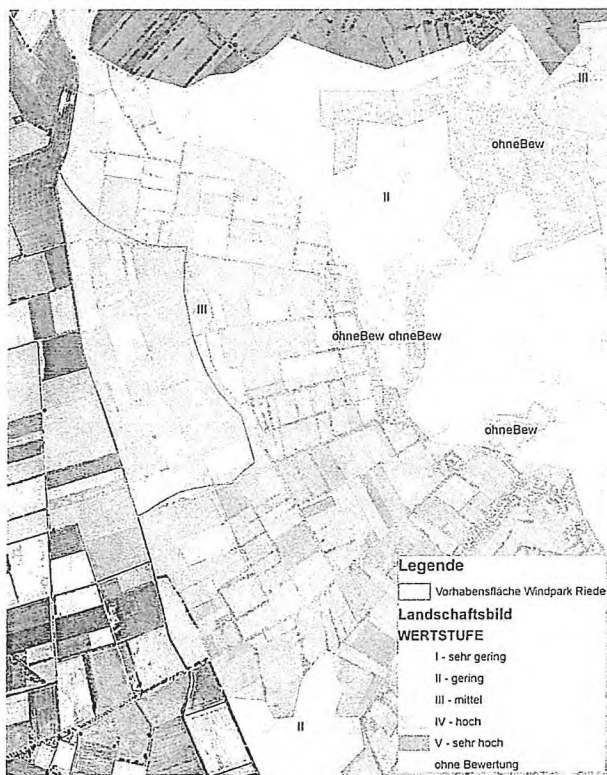 III
ohneBew
II
III
ohneBew ohneBew
ohneBew
II
Legende
Vorhabensfläche Windpark Riede
Landschaftsbild
WERTSTUFE
I - sehr gering
II - gering
III - mittel
IV - hoch
V - sehr hoch
ohne Bewertung